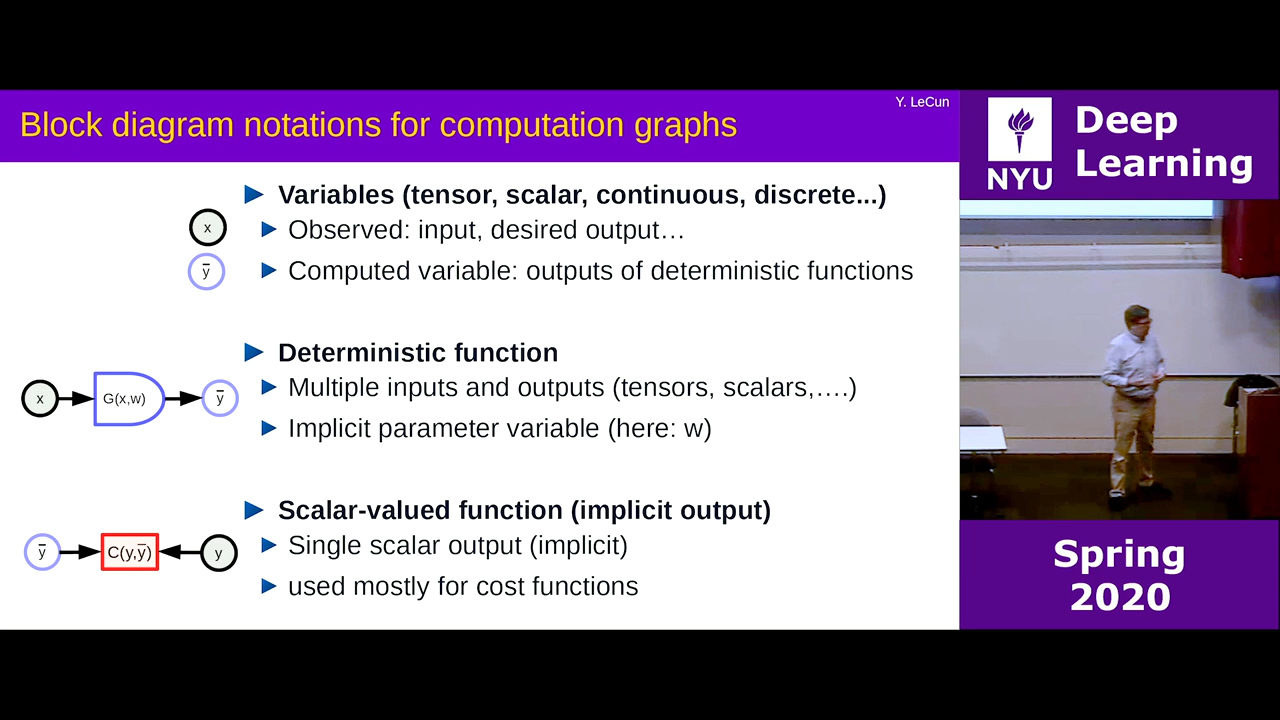 Y. LeCun
Block diagram notations for computation graphs
Variables (tensor, scalar, continuous, discrete...)
x
Observed: input, desired output…
ȳ
Computed variable: outputs of deterministic functions
Deterministic function
Multiple inputs and outputs (tensors, scalars,….)
x
G(x,w)
ȳ
Implicit parameter variable (here: w)
Scalar-valued function (implicit output)
Single scalar output (implicit)
ȳ
C(y,ȳ)
y
used mostly for cost functions
NYU
Deep
Learning
Spring
2020